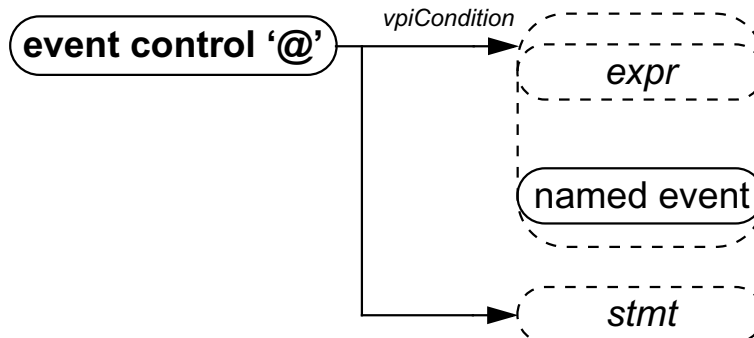 vpiCondition
event control ‘@’
expr
named event
stmt